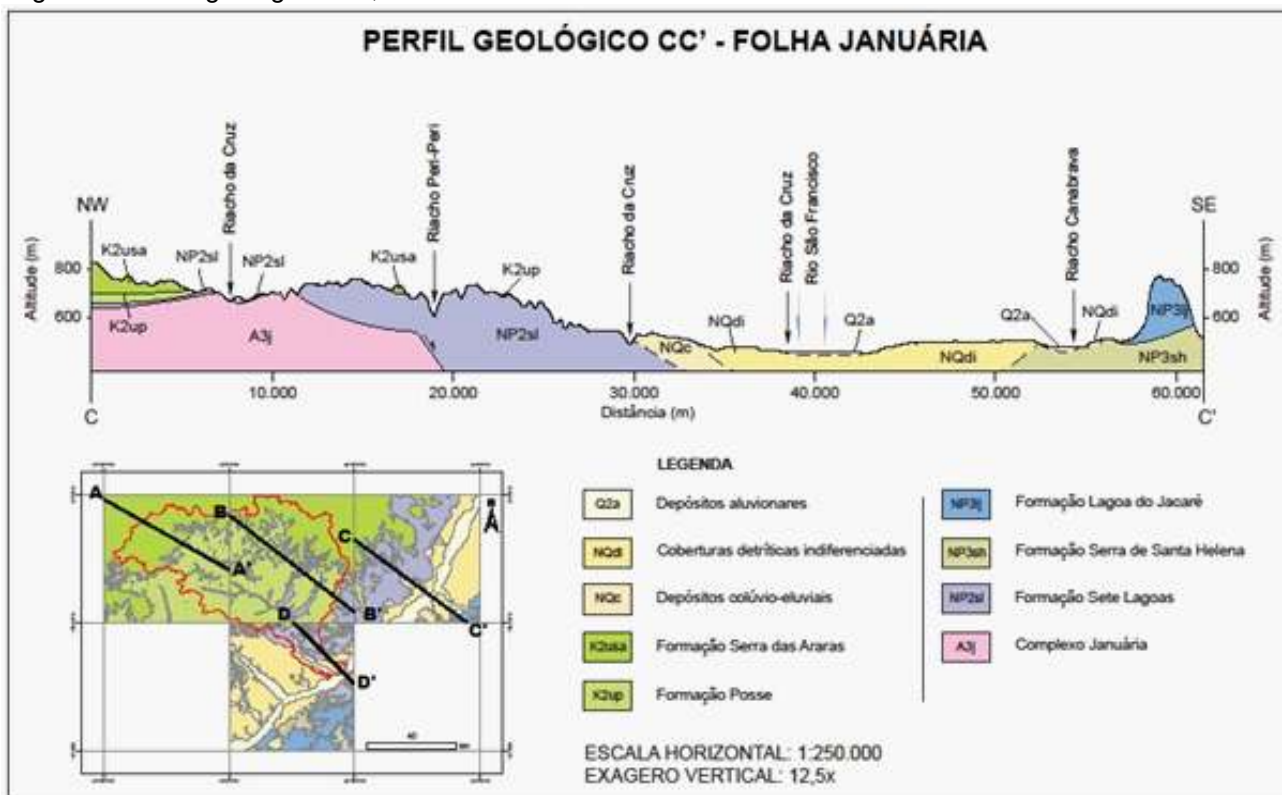 PERFIL GEOLÓGICO CC' - FOLHA JANUÁRIA
NW
SE
Riacho da Cruz
Riacho Peri-Peri
Riacho da Cruz
Riacho da Cruz
Rio São Francisco
Riacho Canabrava
Altitude (m)
800
600
K2usa
NP2sl
NP2sl
K2up
A3j
K2usa
K2up
NP2sl
NQc
NQdi
Q2a
NQdi
Q2a
NQdi
NP3lj
NP3sh
800
600
Altitude (m)
C
10.000
20.000
30.000
40.000
50.000
60.000
C'
Distância (m)
A
B
C
A'
B'
C'
D
D'
LEGENDA
Q2a Depósitos aluvionares
NQdi Coberturas detríticas indiferenciadas
NQc Depósitos colúvio-eluviais
K2usa Formação Serra das Araras
K2up Formação Posse
NP3lj Formação Lagoa do Jacaré
NP3sh Formação Serra de Santa Helena
NP2sl Formação Sete Lagoas
A3j Complexo Januária
ESCALA HORIZONTAL: 1:250.000
EXAGERO VERTICAL: 12,5x